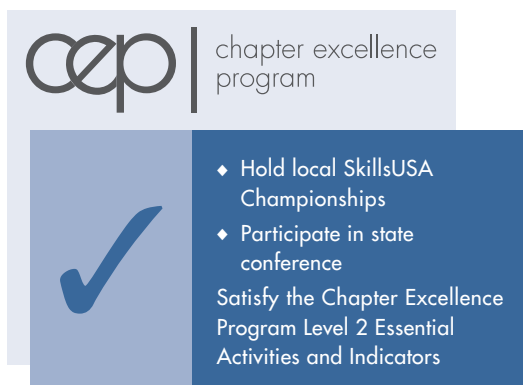 cep | chapter excellence
program
◆ Hold local SkillsUSA
Championships
◆ Participate in state
conference
Satisfy the Chapter Excellence
Program Level 2 Essential
Activities and Indicators